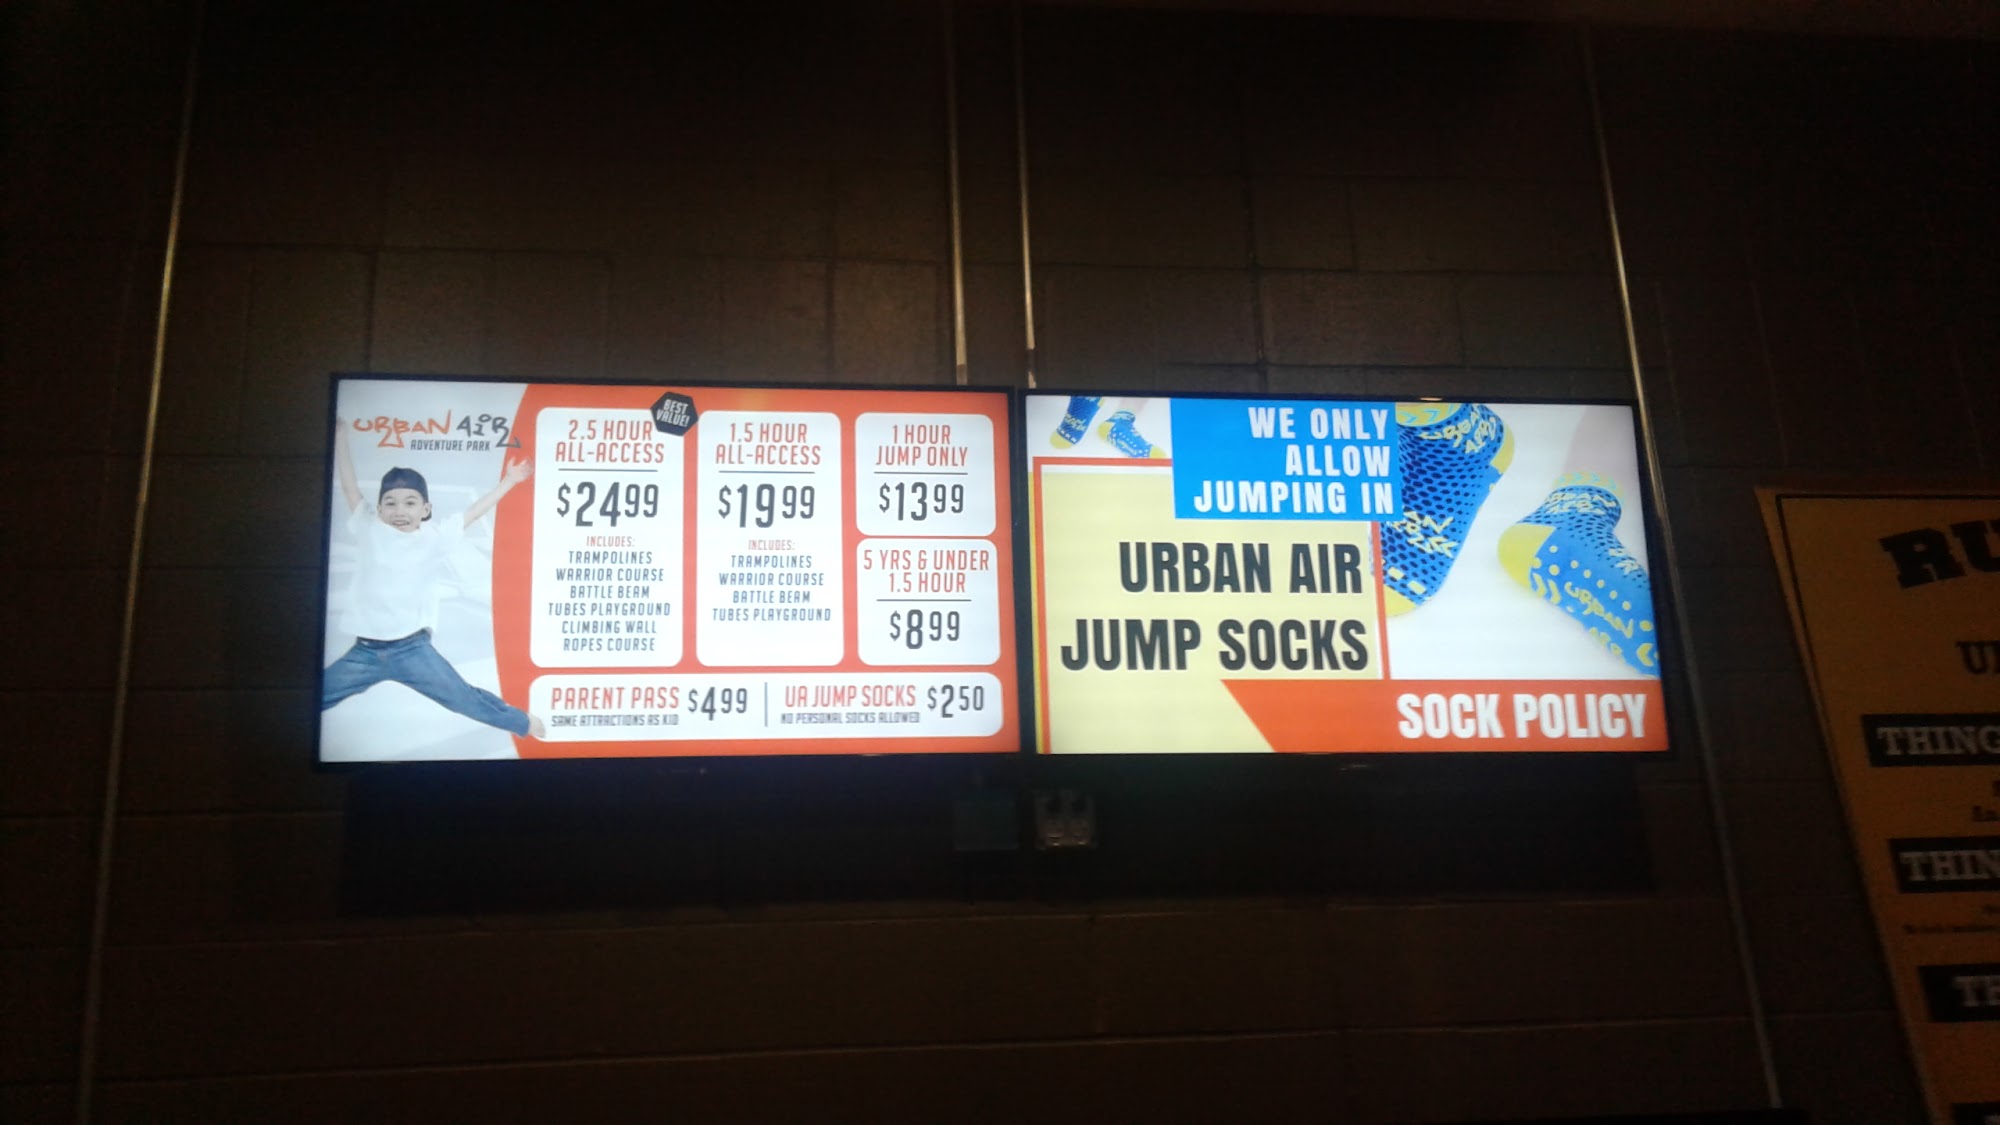 URBAN AIR
ADVENTURE PARK
BEST
VALUE!
2.5 HOUR
ALL-ACCESS
$24.99
INCLUDES:
TRAMPOLINES
WARRIOR COURSE
BATTLE BEAM
TUBES PLAYGROUND
CLIMBING WALL
ROPES COURSE
1.5 HOUR
ALL-ACCESS
$19.99
INCLUDES:
TRAMPOLINES
WARRIOR COURSE
BATTLE BEAM
TUBES PLAYGROUND
1 HOUR
JUMP ONLY
$13.99
5 YRS & UNDER
1.5 HOUR
$8.99
PARENT PASS $4.99
SAME ATTRACTIONS AS KID
UA JUMP SOCKS $2.50
NO PERSONAL SOCKS ALLOWED
WE ONLY
ALLOW
JUMPING IN
URBAN AIR
JUMP SOCKS
SOCK POLICY
URBAN
AIR